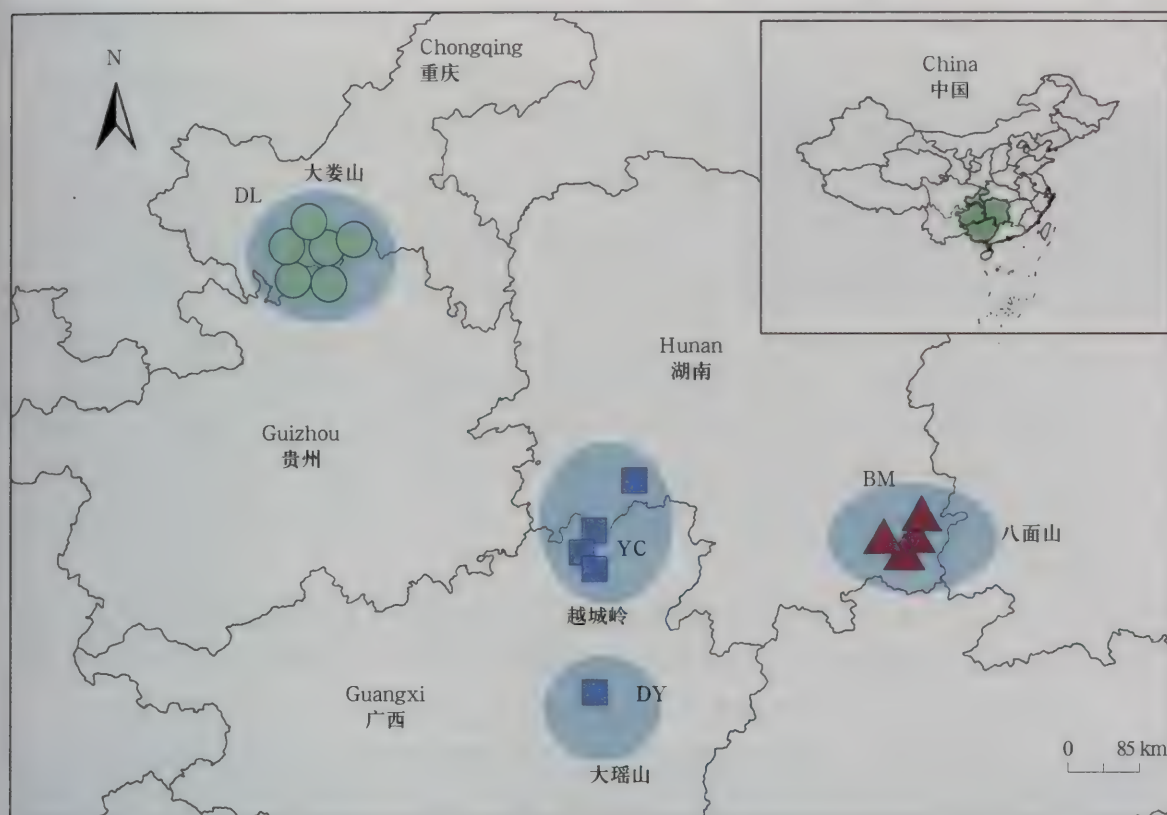 N
Chongqing
重庆
China
中国
大娄山
DL
Hunan
湖南
Guizhou
贵州
BM
八面山
YC
越城岭
Guangxi
广西
DY
大瑶山
0 85 km